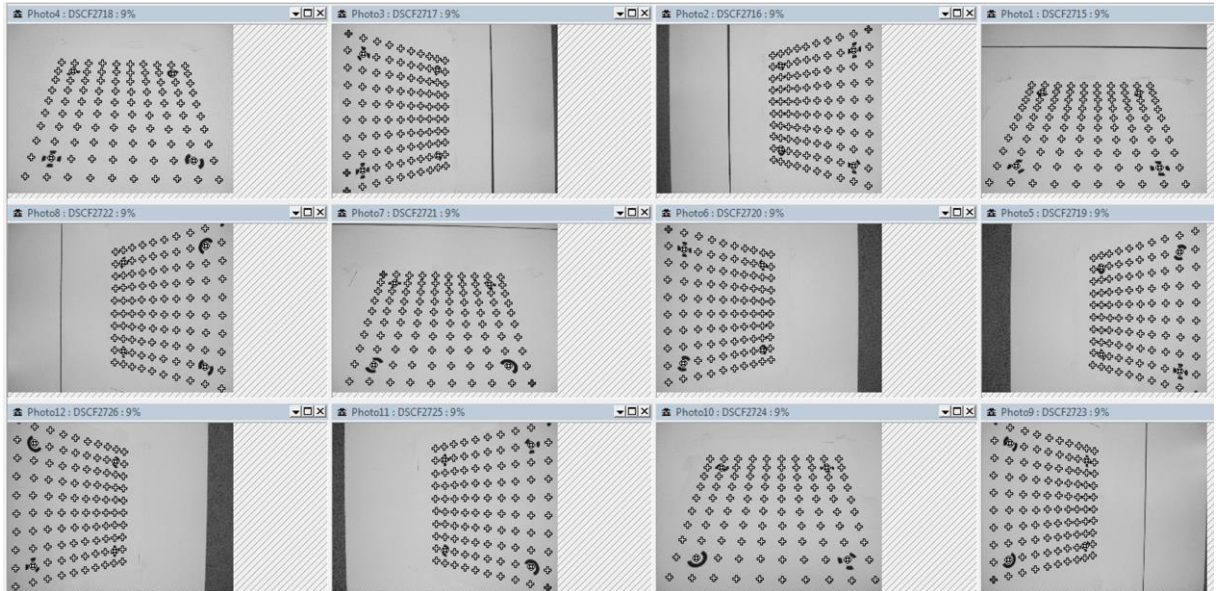 Photo4 : DSCF2718 : 9%
Photo3 : DSCF2717 : 9%
Photo2 : DSCF2716 : 9%
Photo1 : DSCF2715 : 9%
Photo8 : DSCF2722 : 9%
Photo7 : DSCF2721 : 9%
Photo6 : DSCF2720 : 9%
Photo5 : DSCF2719 : 9%
Photo12 : DSCF2726 : 9%
Photo11 : DSCF2725 : 9%
Photo10 : DSCF2724 : 9%
Photo9 : DSCF2723 : 9%